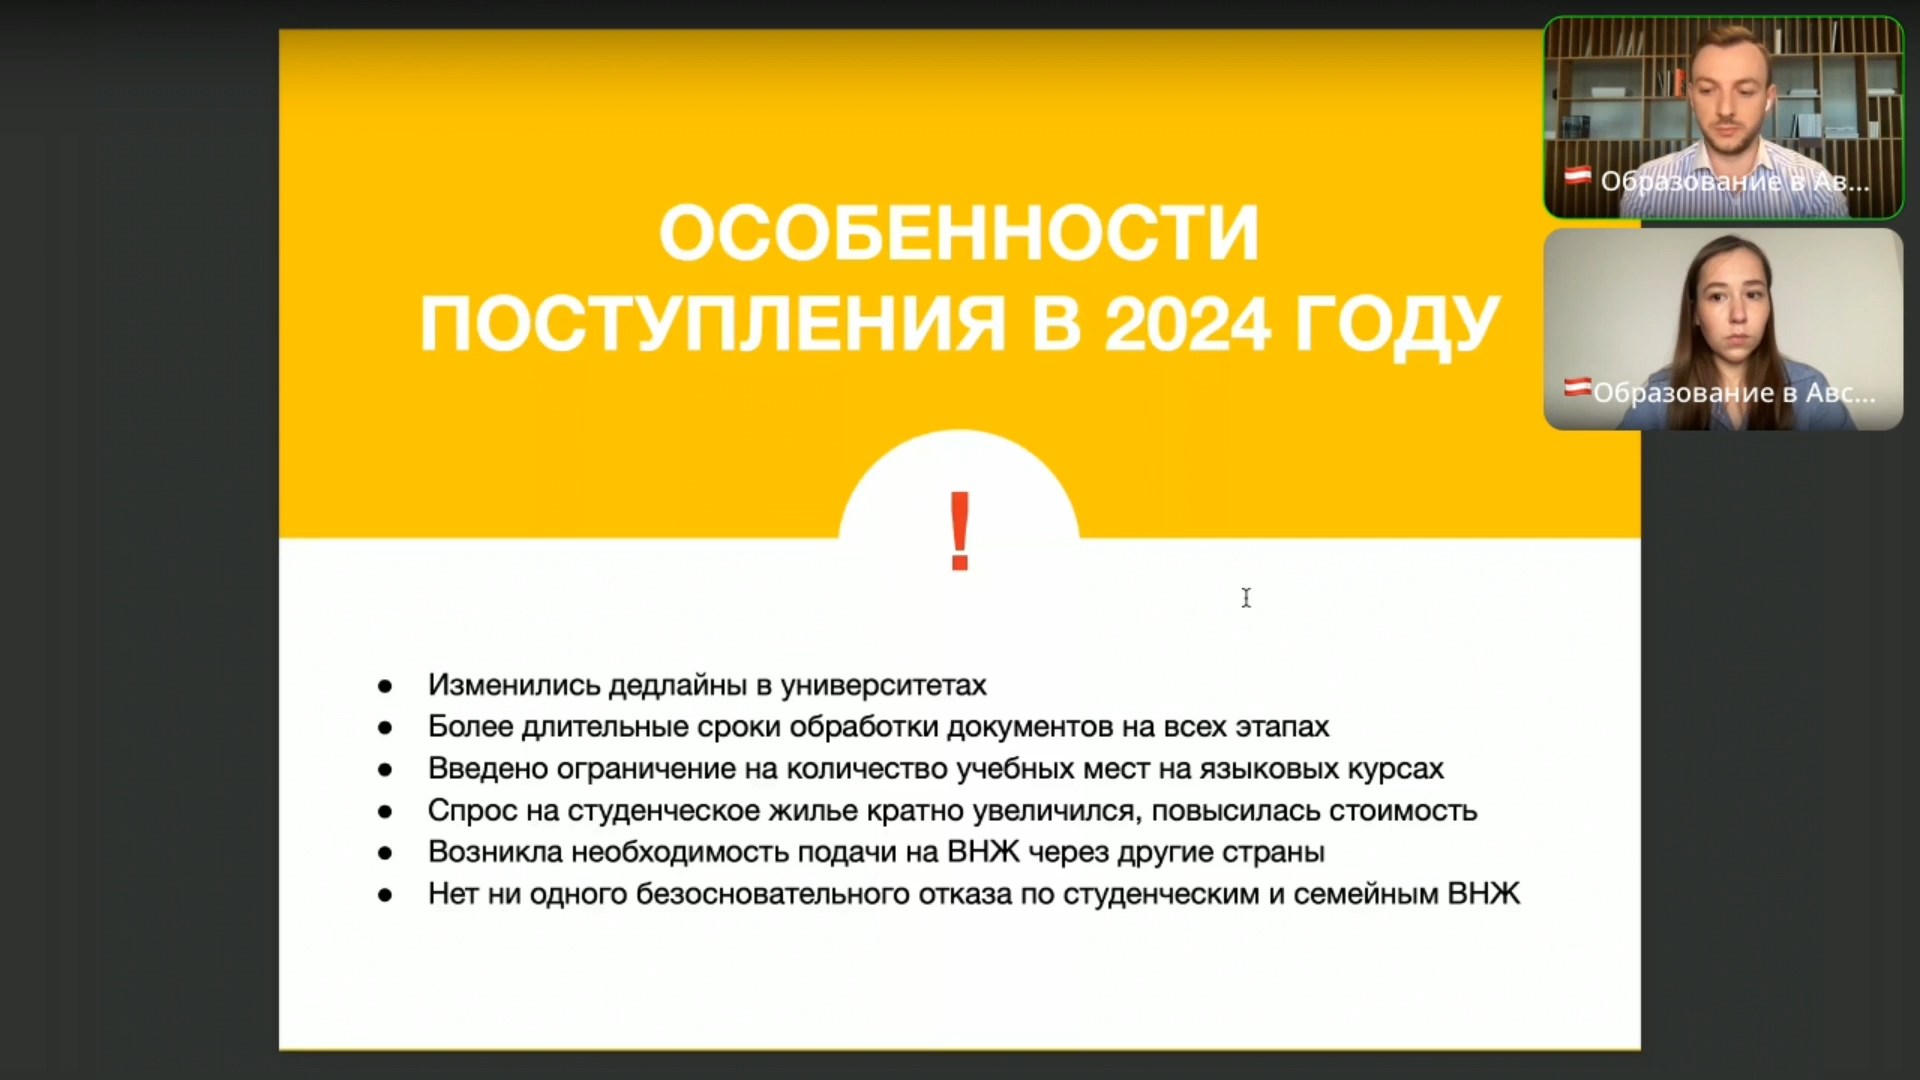 ОСОБЕННОСТИ
ПОСТУПЛЕНИЯ В 2024 ГОДУ
!
● Изменились дедлайны в университетах
● Более длительные сроки обработки документов на всех этапах
● Введено ограничение на количество учебных мест на языковых курсах
● Спрос на студенческое жилье кратно увеличился, повысилась стоимость
● Возникла необходимость подачи на ВНЖ через другие страны
● Нет ни одного безосновательного отказа по студенческим и семейным ВНЖ
Образование в Ав...
Образование в Авс...